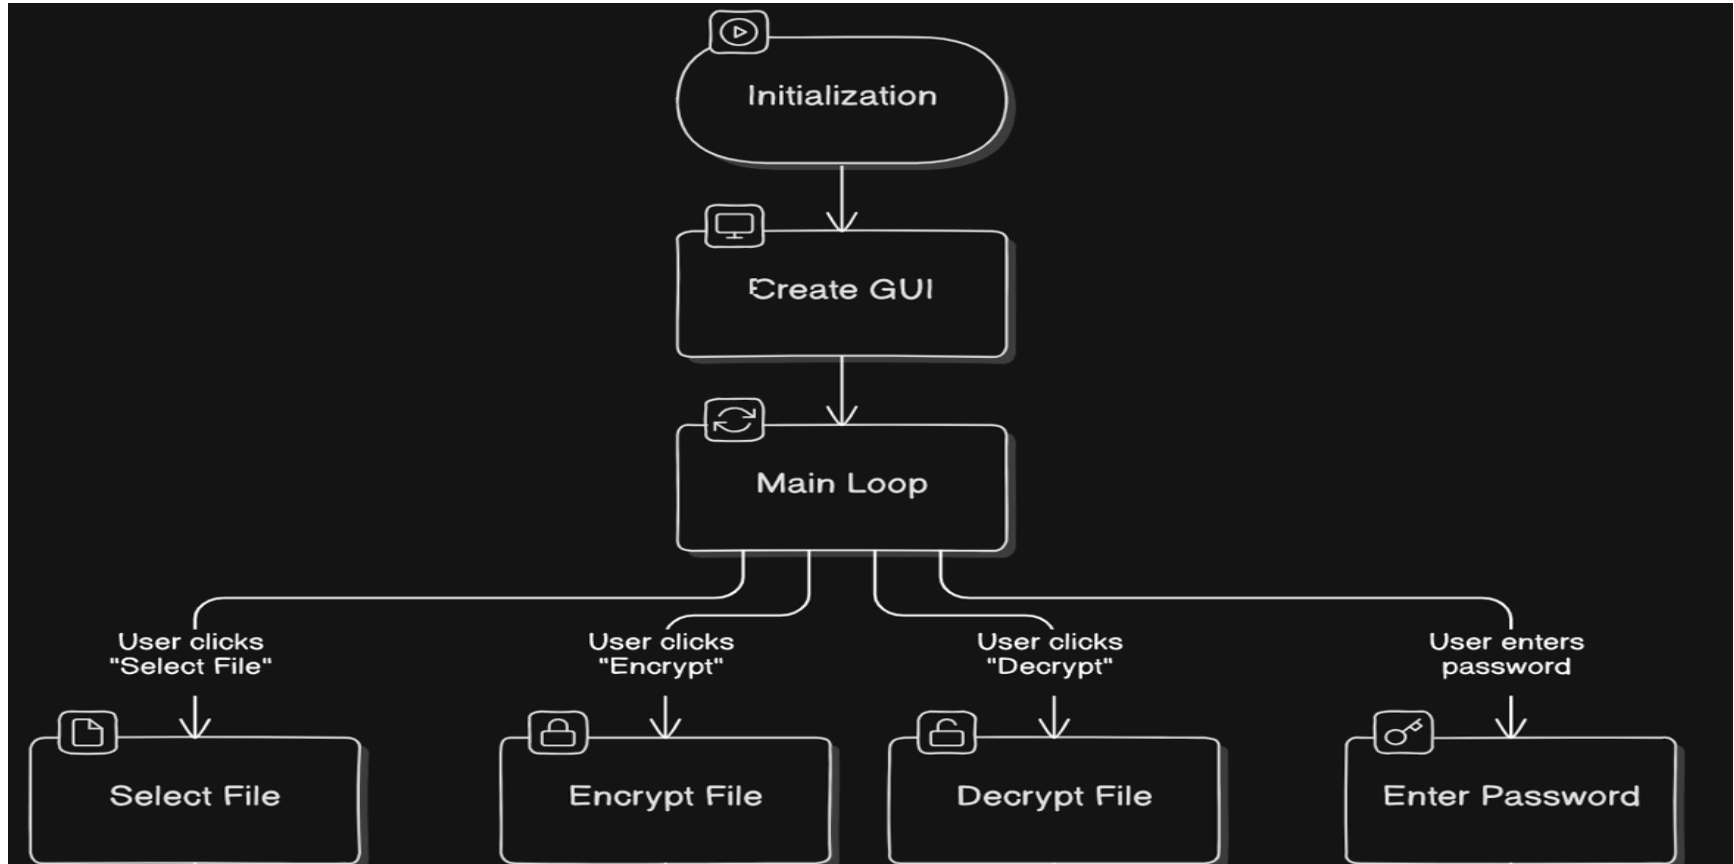 Initialization
Create GUI
Main Loop
User clicks
"Select File"
User clicks
"Encrypt"
User clicks
"Decrypt"
User enters
password
Select File
Encrypt File
Decrypt File
Enter Password